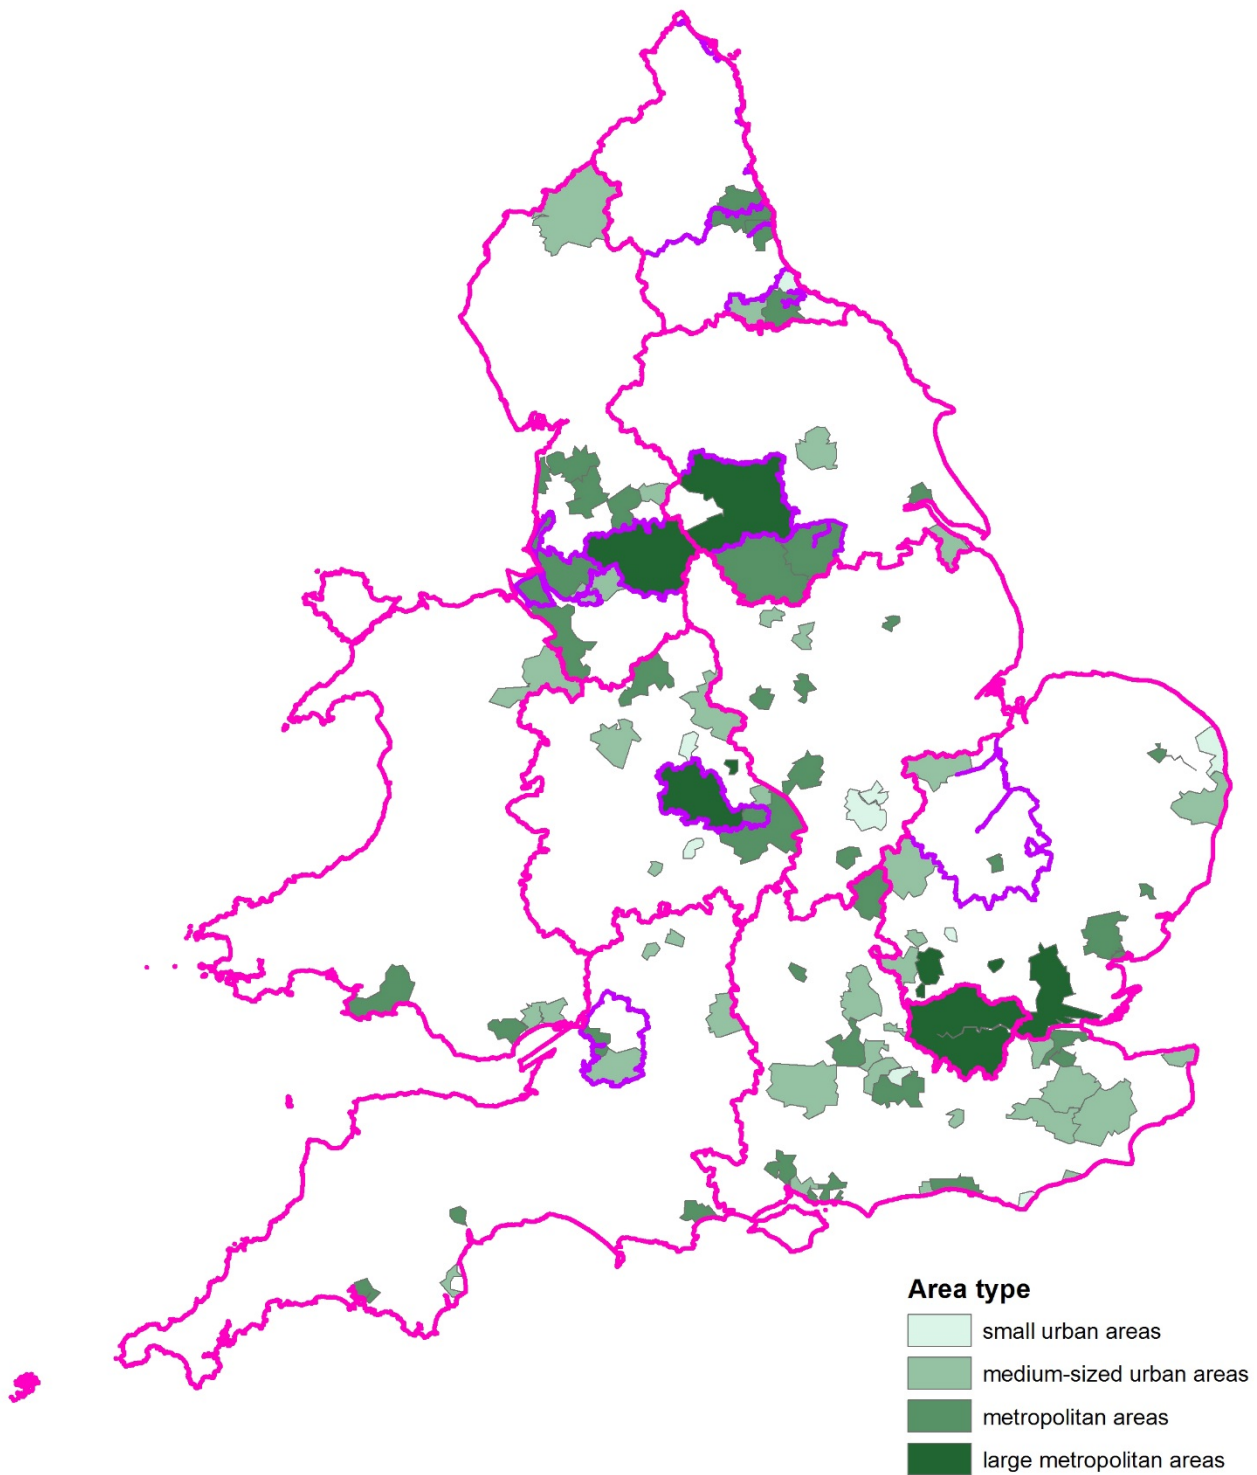 Area type
small urban areas
medium-sized urban areas
metropolitan areas
large metropolitan areas